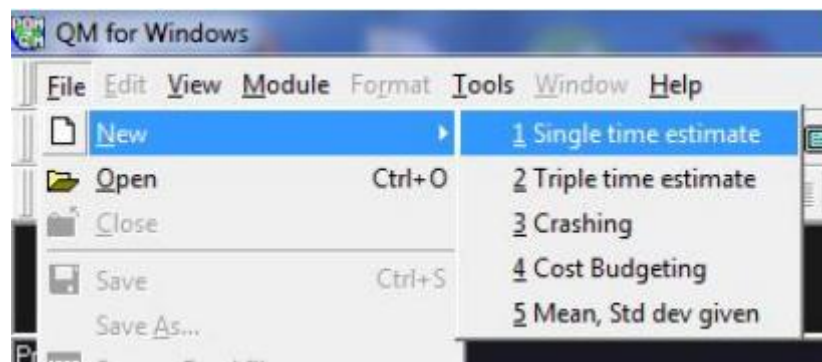 QM for Windows
File Edit View Module Format Tools Window Help
New
1 Single time estimate
Open Ctrl+O
2 Triple time estimate
Close
3 Crashing
Save Ctrl+S
4 Cost Budgeting
Save As...
5 Mean, Std dev given